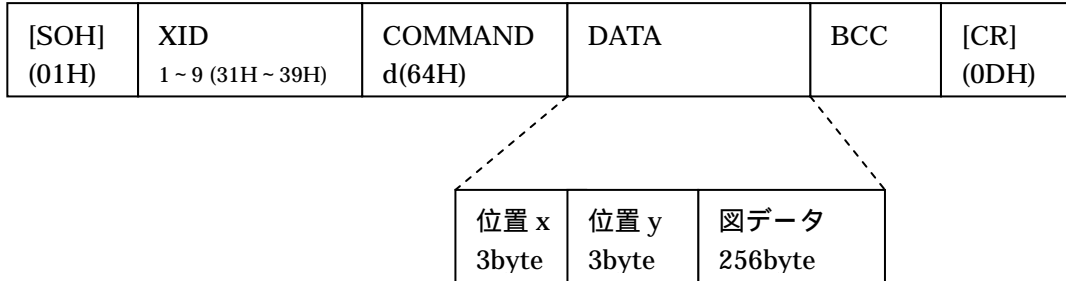 [SOH] XID COMMAND DATA BCC [CR]
(01H) 1 ~ 9 (31H ~ 39H) d(64H) (0DH)
位置 x 位置 y 図データ
3byte 3byte 256byte